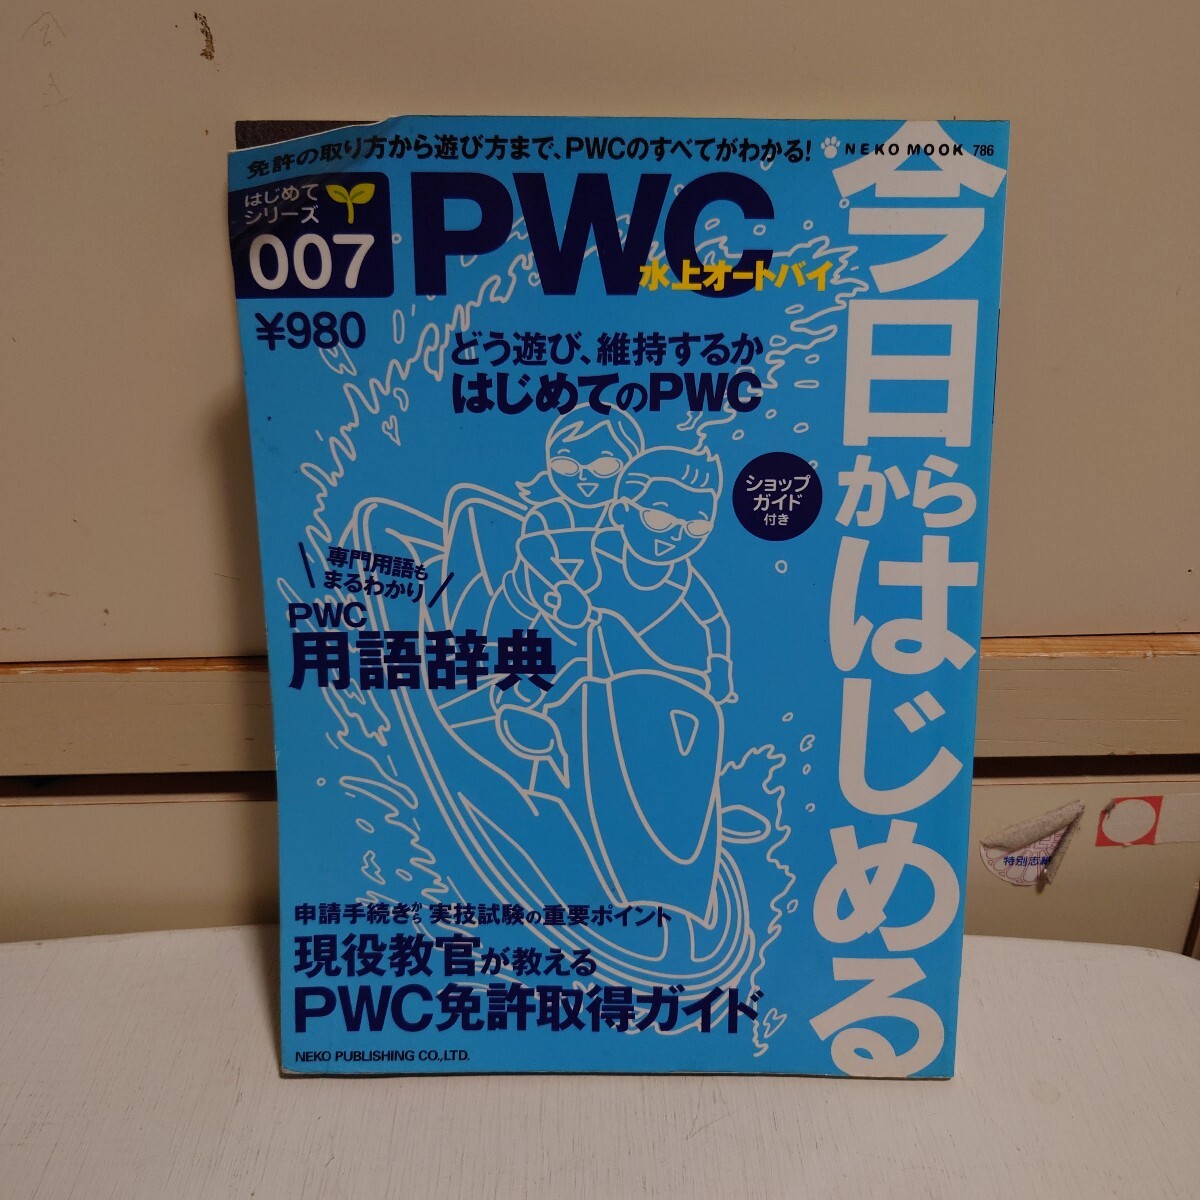 免許の取り方から遊び方まで、PWCのすべてがわかる!
NEKO MOOK 786
はじめて
シリーズ
007
¥980
PWC
水上オートバイ
今日からはじめる
どう遊び、維持するか
はじめてのPWC
ショップ
ガイド
付き
専門用語も
まるわかり
PWC
用語辞典
申請手続きから実技試験の重要ポイント
現役教官が教える
PWC免許取得ガイド
NEKO PUBLISHING CO.,LTD.